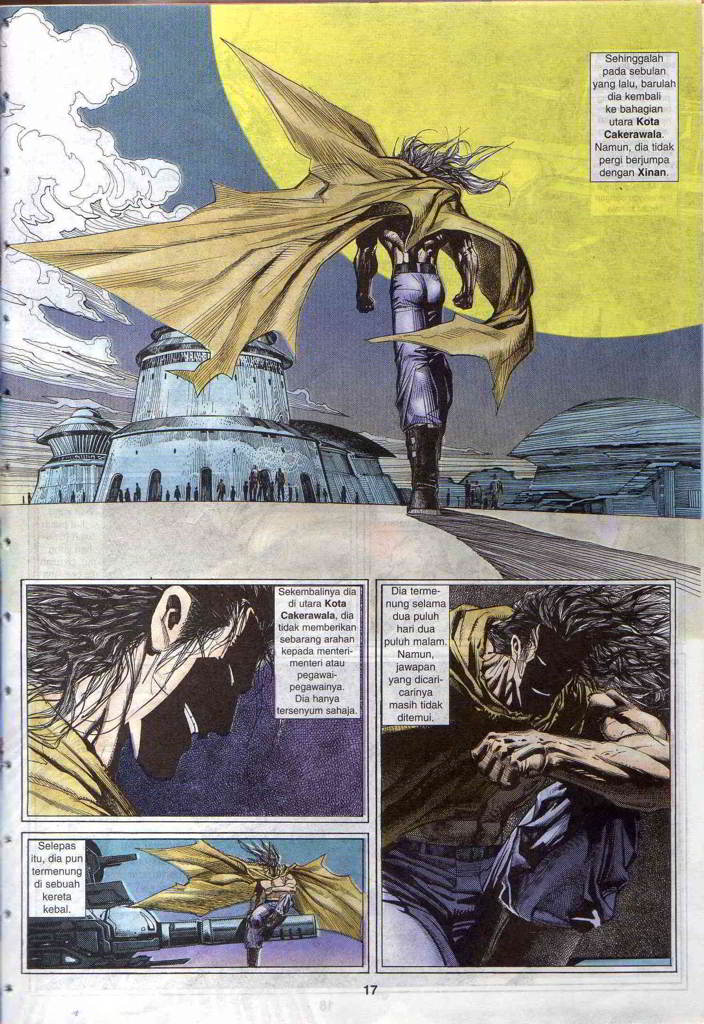 Sehinggalah
pada sebulan
yang lalu, barulah
dia kembali
ke bahagian
utara Kota
Cakerawala.
Namun, dia tidak
pergi berjumpa
dengan Xinan.
Sekembalinya dia
di utara Kota
Cakerawala, dia
tidak memberikan
sebarang arahan
kepada menteri-
menteri atau
pegawai-
pegawainya.
Dia hanya
tersenyum sahaja.
Selepas
itu, dia pun
termenung
di sebuah
kereta
kebal.
Dia terme-
nung selama
dua puluh
hari dua
puluh malam.
Namun,
jawapan
yang dicari-
carinya
masih tidak
ditemui.
17